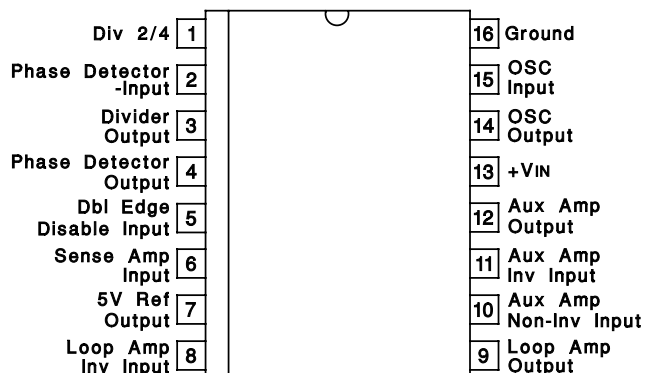 Div 2/4 1
Phase Detector
-Input 2
Divider
Output 3
Phase Detector
Output 4
Dbl Edge
Disable Input 5
Sense Amp
Input 6
5V Ref
Output 7
Loop Amp
Inv Input 8
16 Ground
15 OSC
Input
14 OSC
Output
13 +VIN
12 Aux Amp
Output
11 Aux Amp
Inv Input
10 Aux Amp
Non-Inv Input
9 Loop Amp
Output